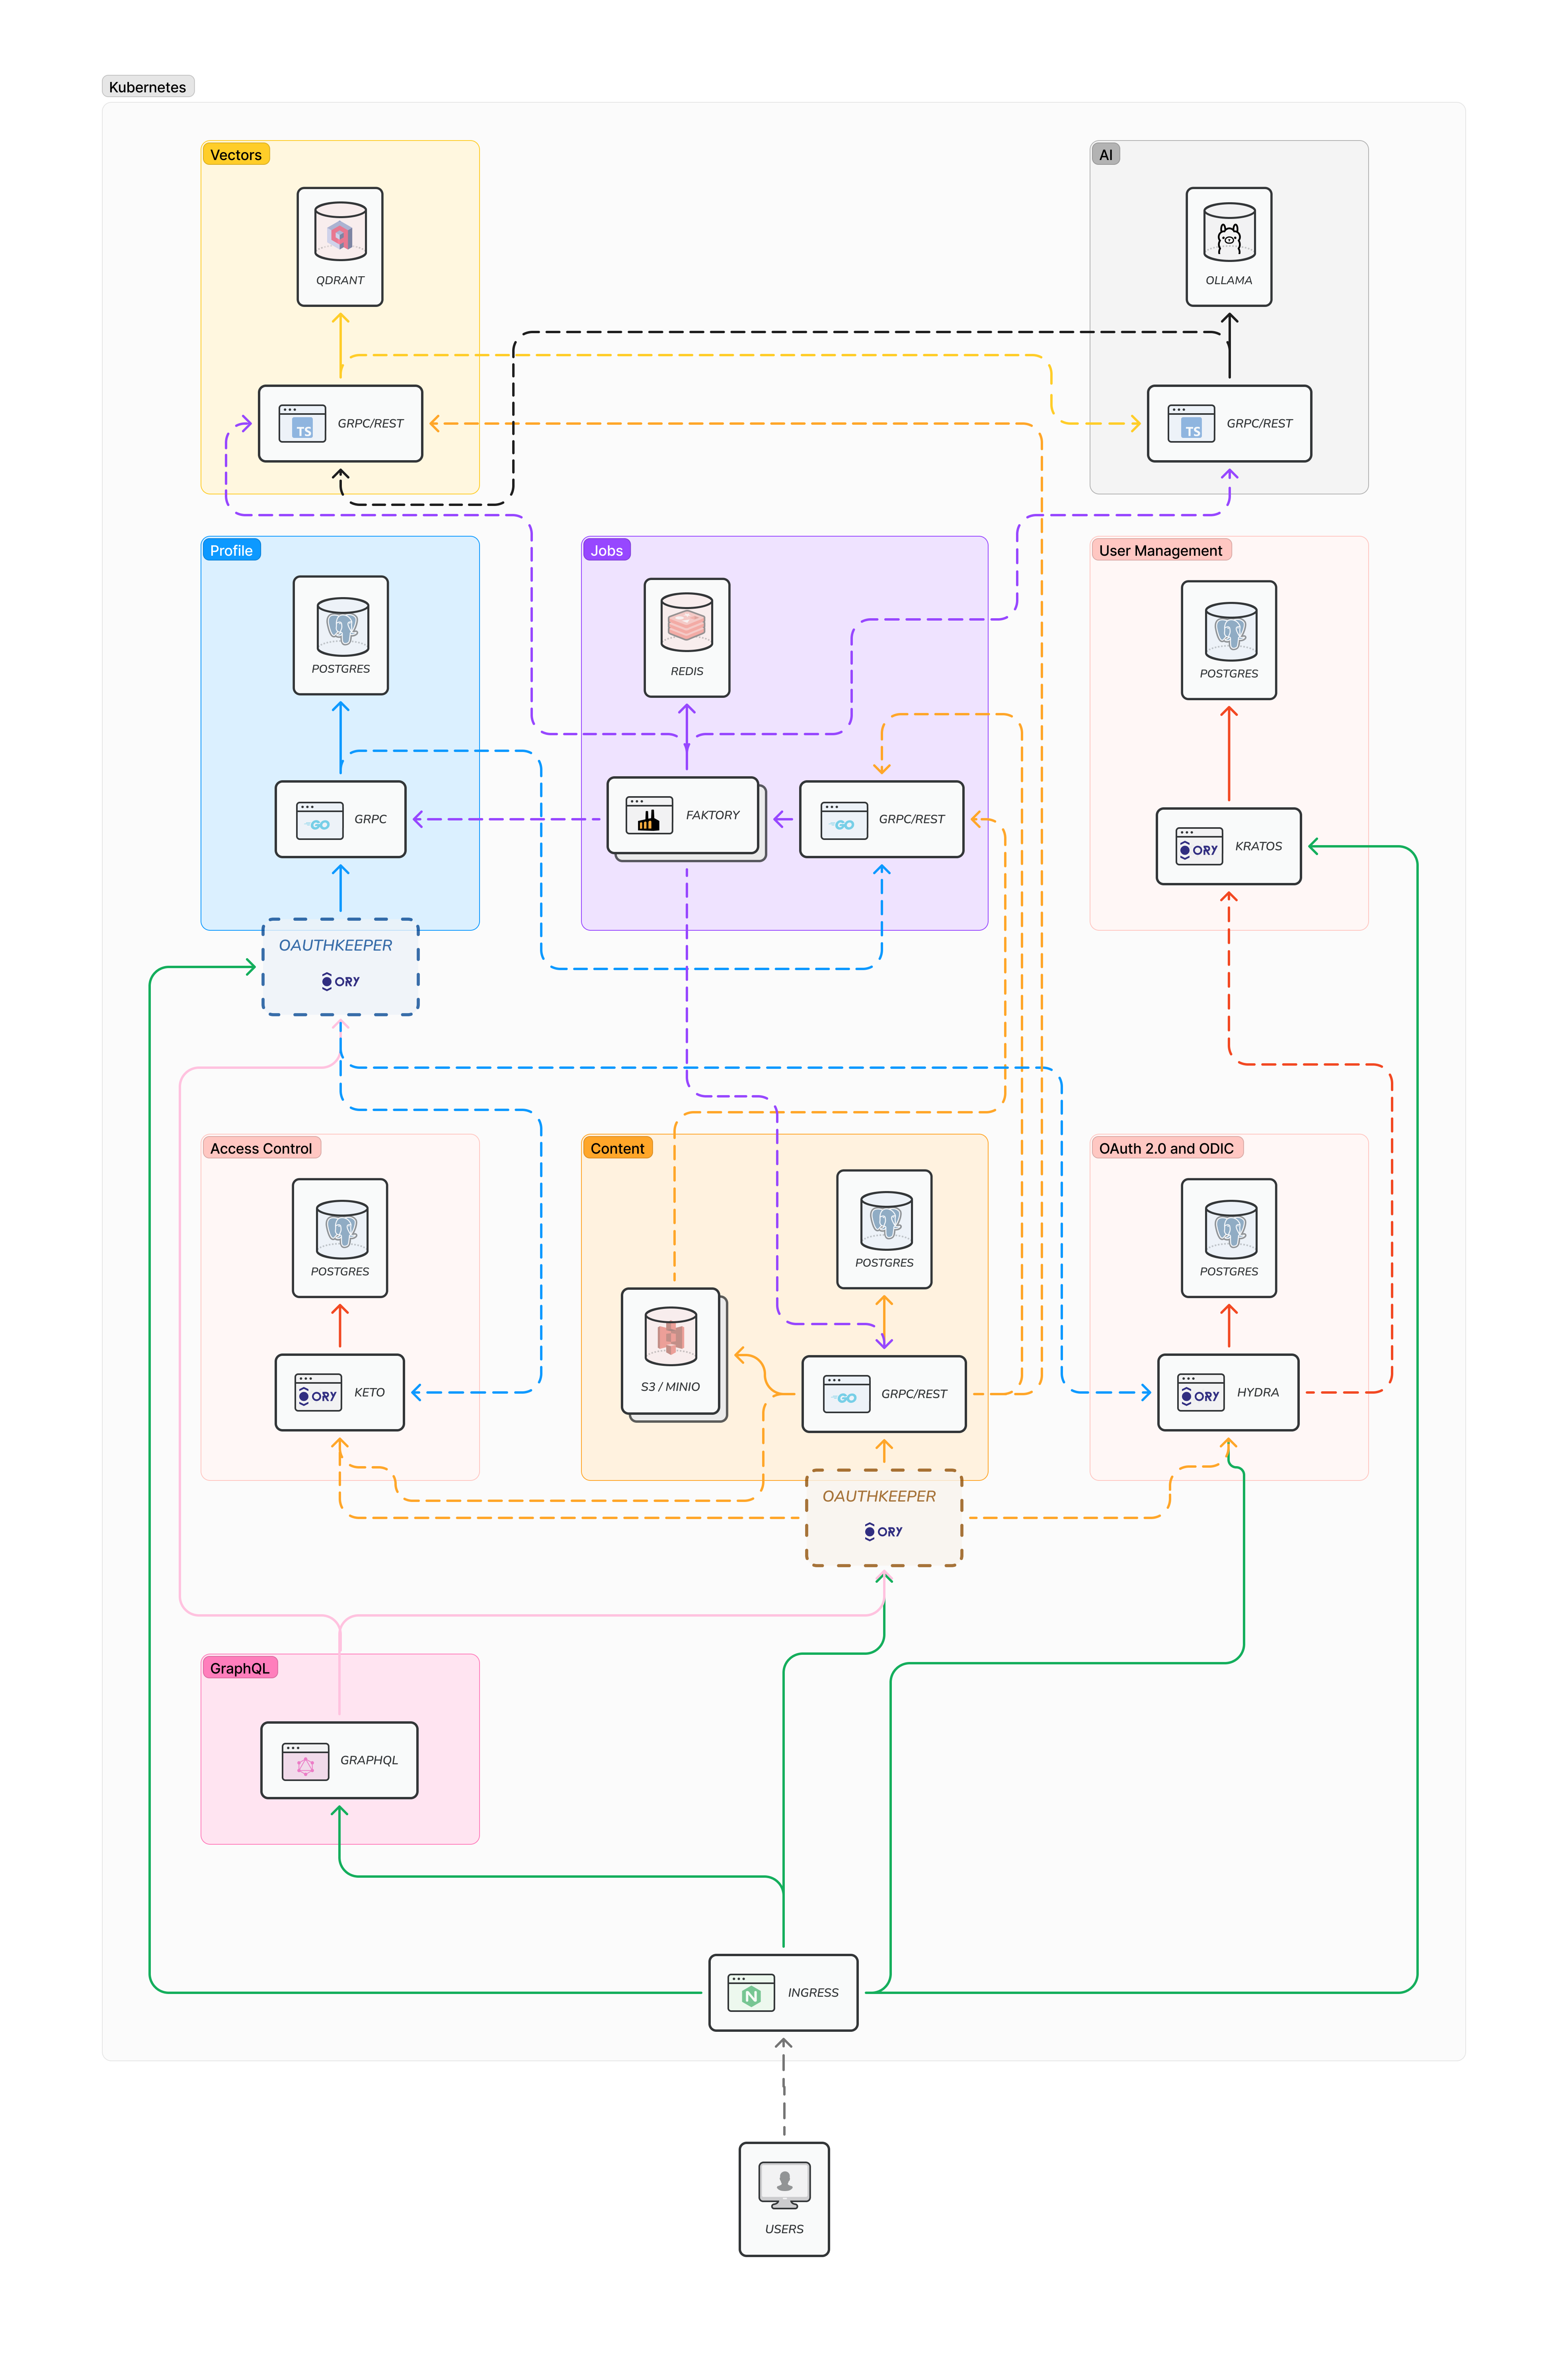 Kubernetes
Vectors
QDRANT
TS
GRPC/REST
AI
OLLAMA
TS
GRPC/REST
Profile
POSTGRES
GO
GRPC
OAUTHKEEPER
ORY
Jobs
REDIS
FAKTORY
GO
GRPC/REST
User Management
POSTGRES
ORY
KRATOS
Access Control
POSTGRES
ORY
KETO
Content
POSTGRES
S3 / MINIO
GO
GRPC/REST
OAUTHKEEPER
ORY
OAuth 2.0 and ODIC
POSTGRES
ORY
HYDRA
GraphQL
GRAPHQL
N
INGRESS
USERS